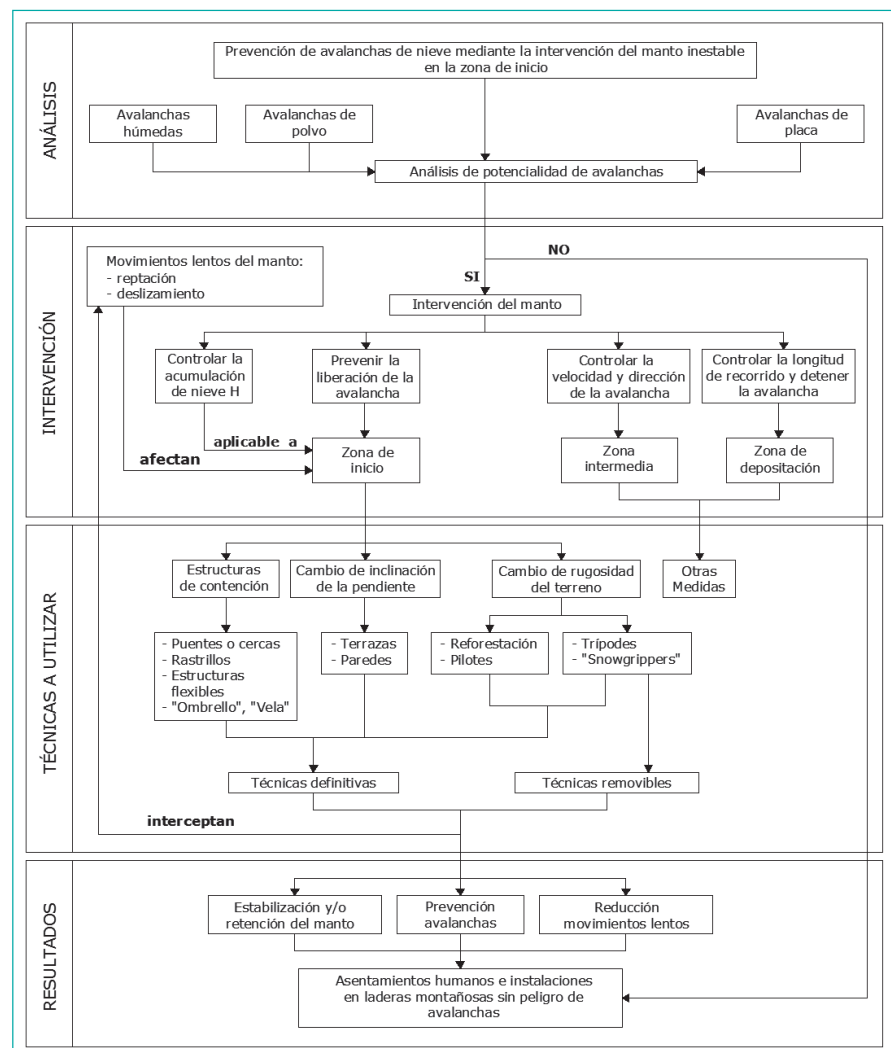 ANÁLISIS
Prevención de avalanchas de nieve mediante la intervención del manto inestable
en la zona de inicio
Avalanchas
húmedas
Avalanchas de
polvo
Avalanchas de
placa
Análisis de potencialidad de avalanchas
INTERVENCIÓN
Movimientos lentos del manto:
- reptación
- deslizamiento
NO
SI
Intervención del manto
Controlar la
acumulación
de nieve H
Prevenir la
liberación de la
avalancha
Controlar la
velocidad y dirección
de la avalancha
Controlar la longitud
de recorrido y detener
la avalancha
aplicable a
afectan
Zona de
inicio
Zona
intermedia
Zona de
depositación
TÉCNICAS A UTILIZAR
Estructuras
de contención
Cambio de inclinación
de la pendiente
Cambio de rugosidad
del terreno
Otras
Medidas
- Puentes o cercas
- Rastrillos
- Estructuras
flexibles
- "Ombrello", "Vela"
- Terrazas
- Paredes
- Reforestación
- Pilotes
- Trípodes
- "Snowgrippers"
Técnicas definitivas
Técnicas removibles
interceptan
RESULTADOS
Estabilización y/o
retención del manto
Prevención
avalanchas
Reducción
movimientos lentos
Asentamientos humanos e instalaciones
en laderas montañosas sin peligro de
avalanchas